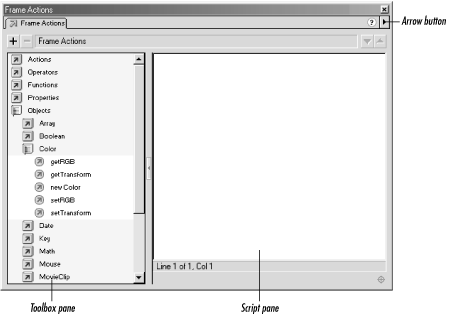 Frame Actions
Frame Actions
?
Arrow button
Frame Actions
Actions
Operators
Functions
Properties
Objects
Array
Boolean
Color
getRGB
getTransform
new Color
setRGB
setTransform
Date
Key
Math
Mouse
MovieClip
Line 1 of 1, Col 1
Toolbox pane
Script pane